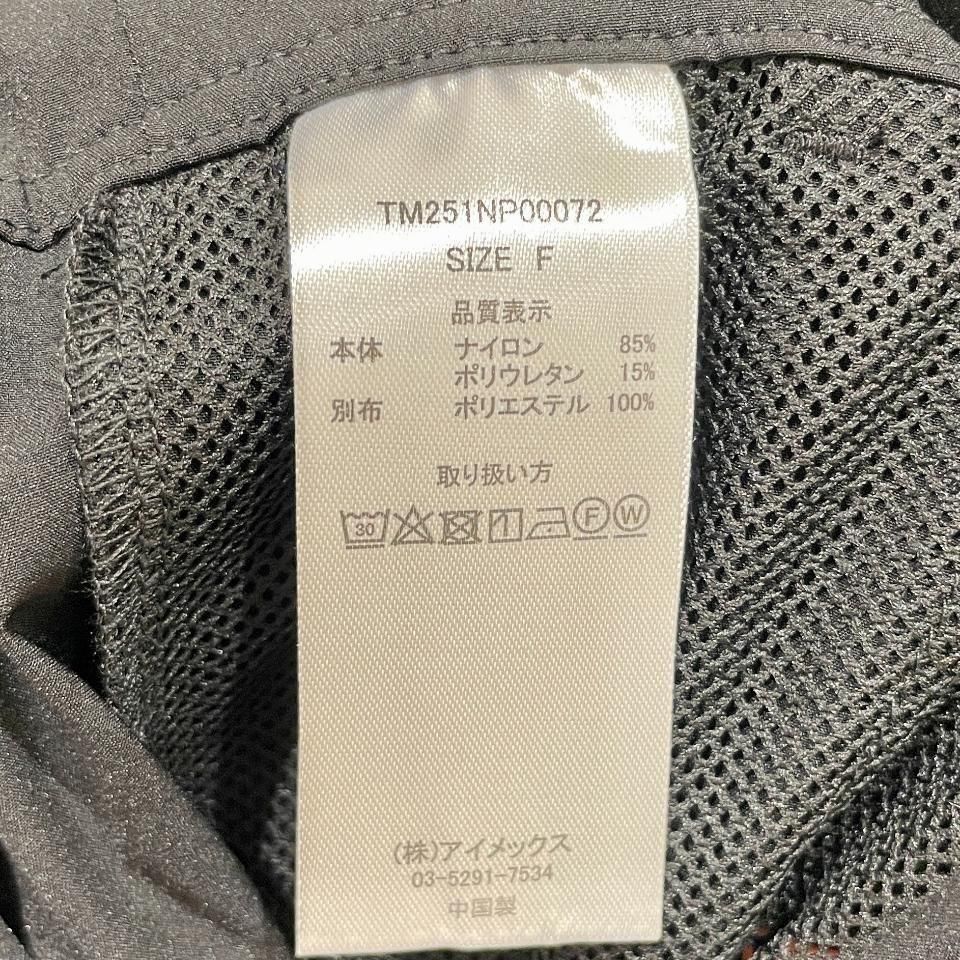 TM251NP00072
SIZE F
品質表示
本体 ナイロン 85%
ポリウレタン 15%
別布 ポリエステル 100%
取り扱い方
30 F W
(株)アイメックス
03-5291-7534
中国製